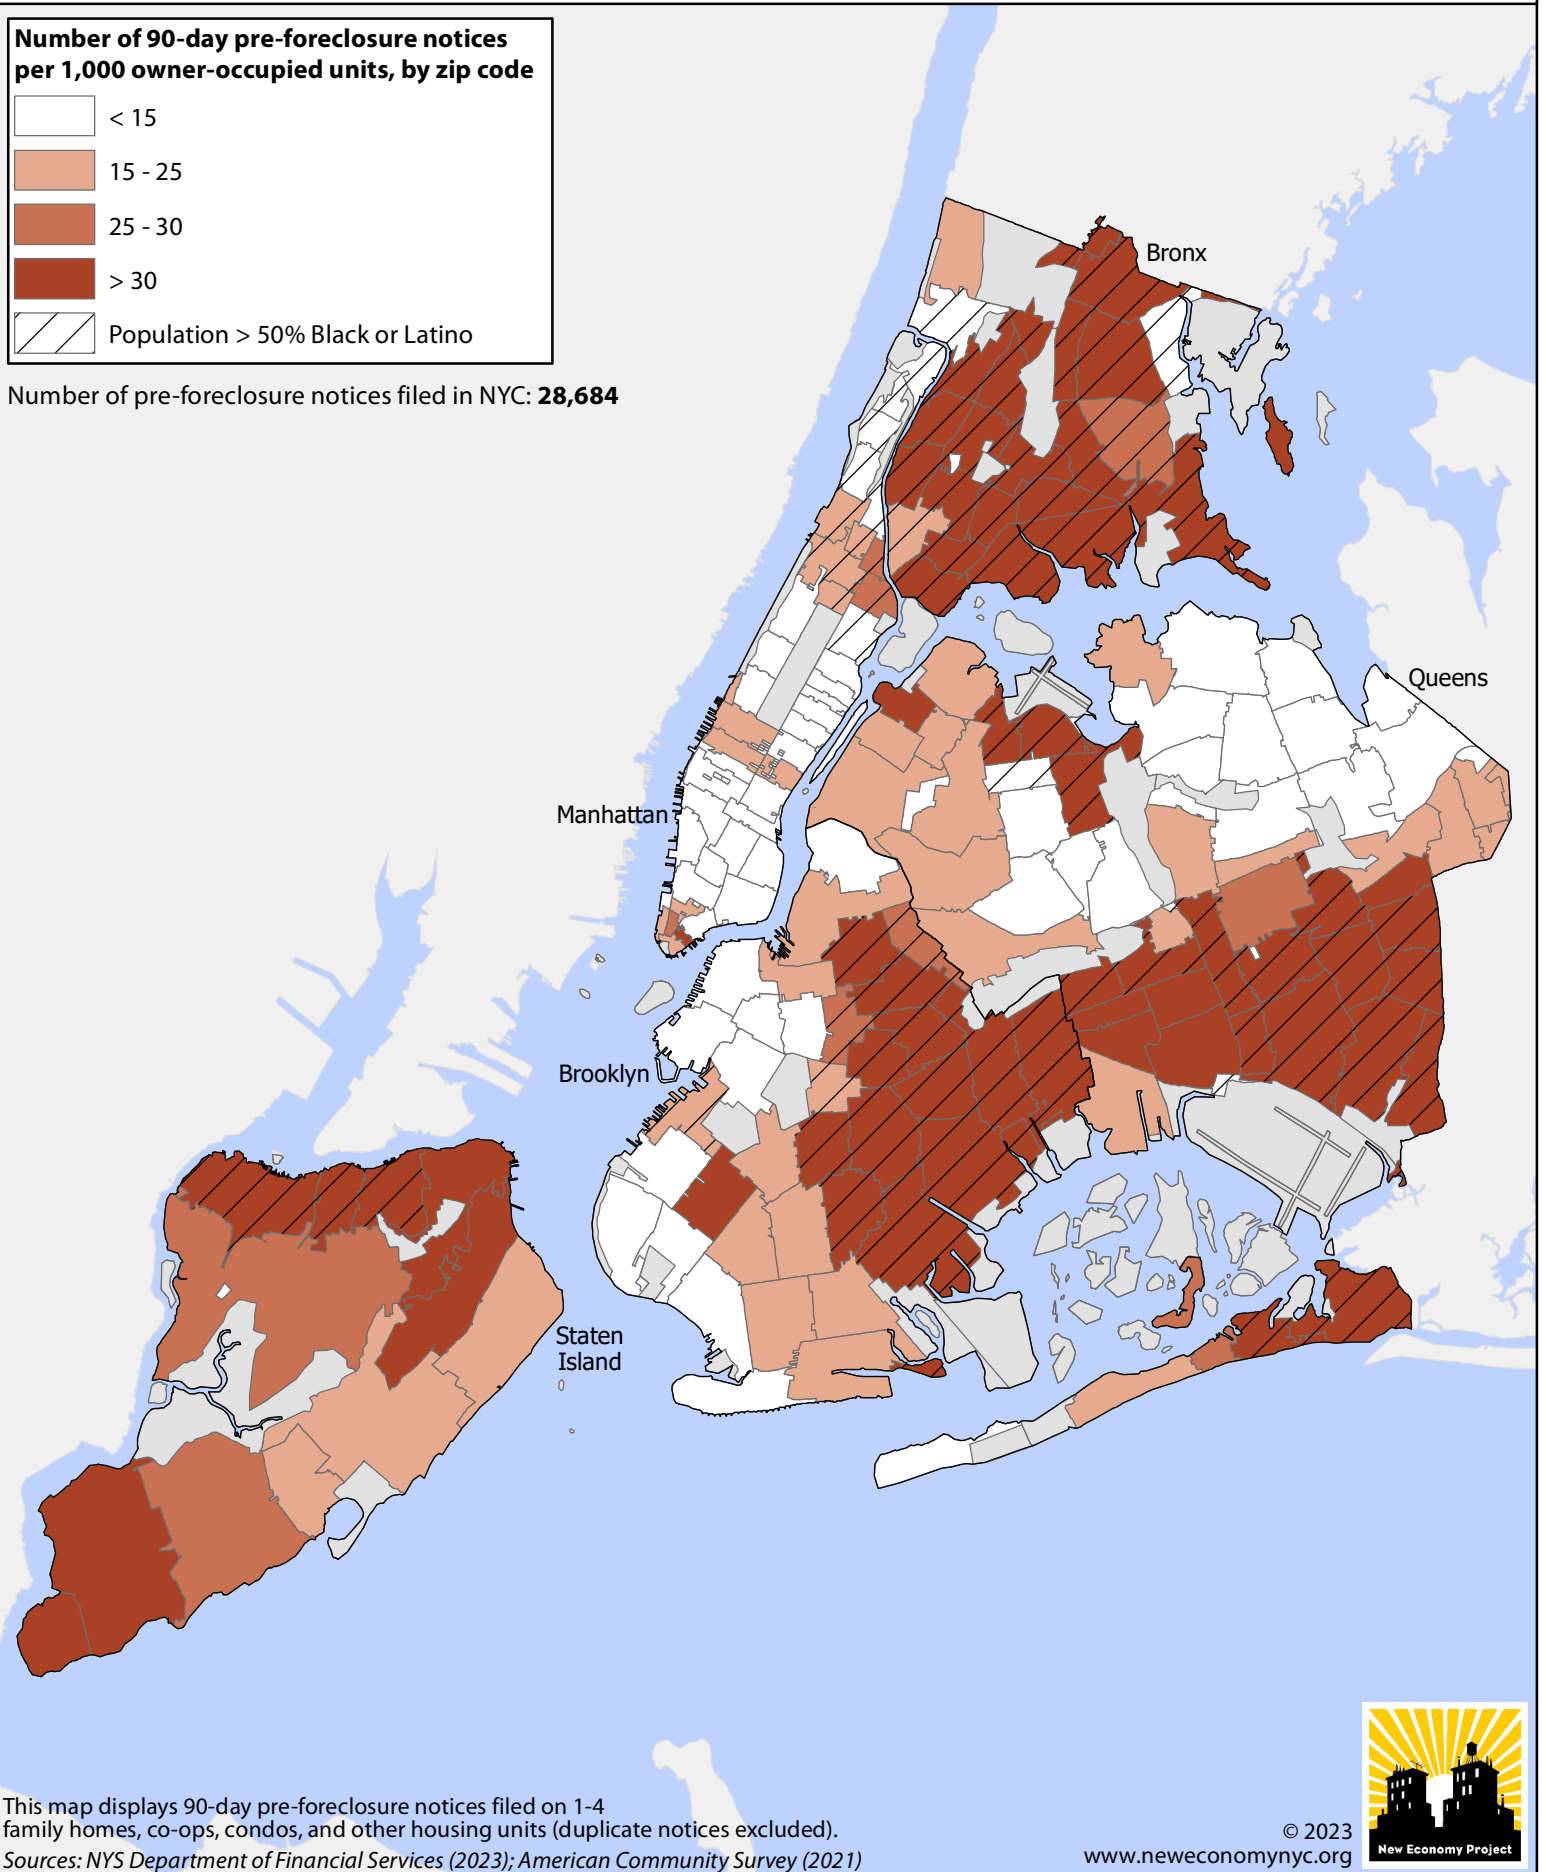 Number of 90-day pre-foreclosure notices
per 1,000 owner-occupied units, by zip code
< 15
15 - 25
25 - 30
> 30
Population > 50% Black or Latino
Number of pre-foreclosure notices filed in NYC: 28,684
Bronx
Queens
Manhattan
Brooklyn
Staten
Island
This map displays 90-day pre-foreclosure notices filed on 1-4
family homes, co-ops, condos, and other housing units (duplicate notices excluded).
Sources: NYS Department of Financial Services (2023); American Community Survey (2021)
© 2023
www.neweconomynyc.org
New Economy Project